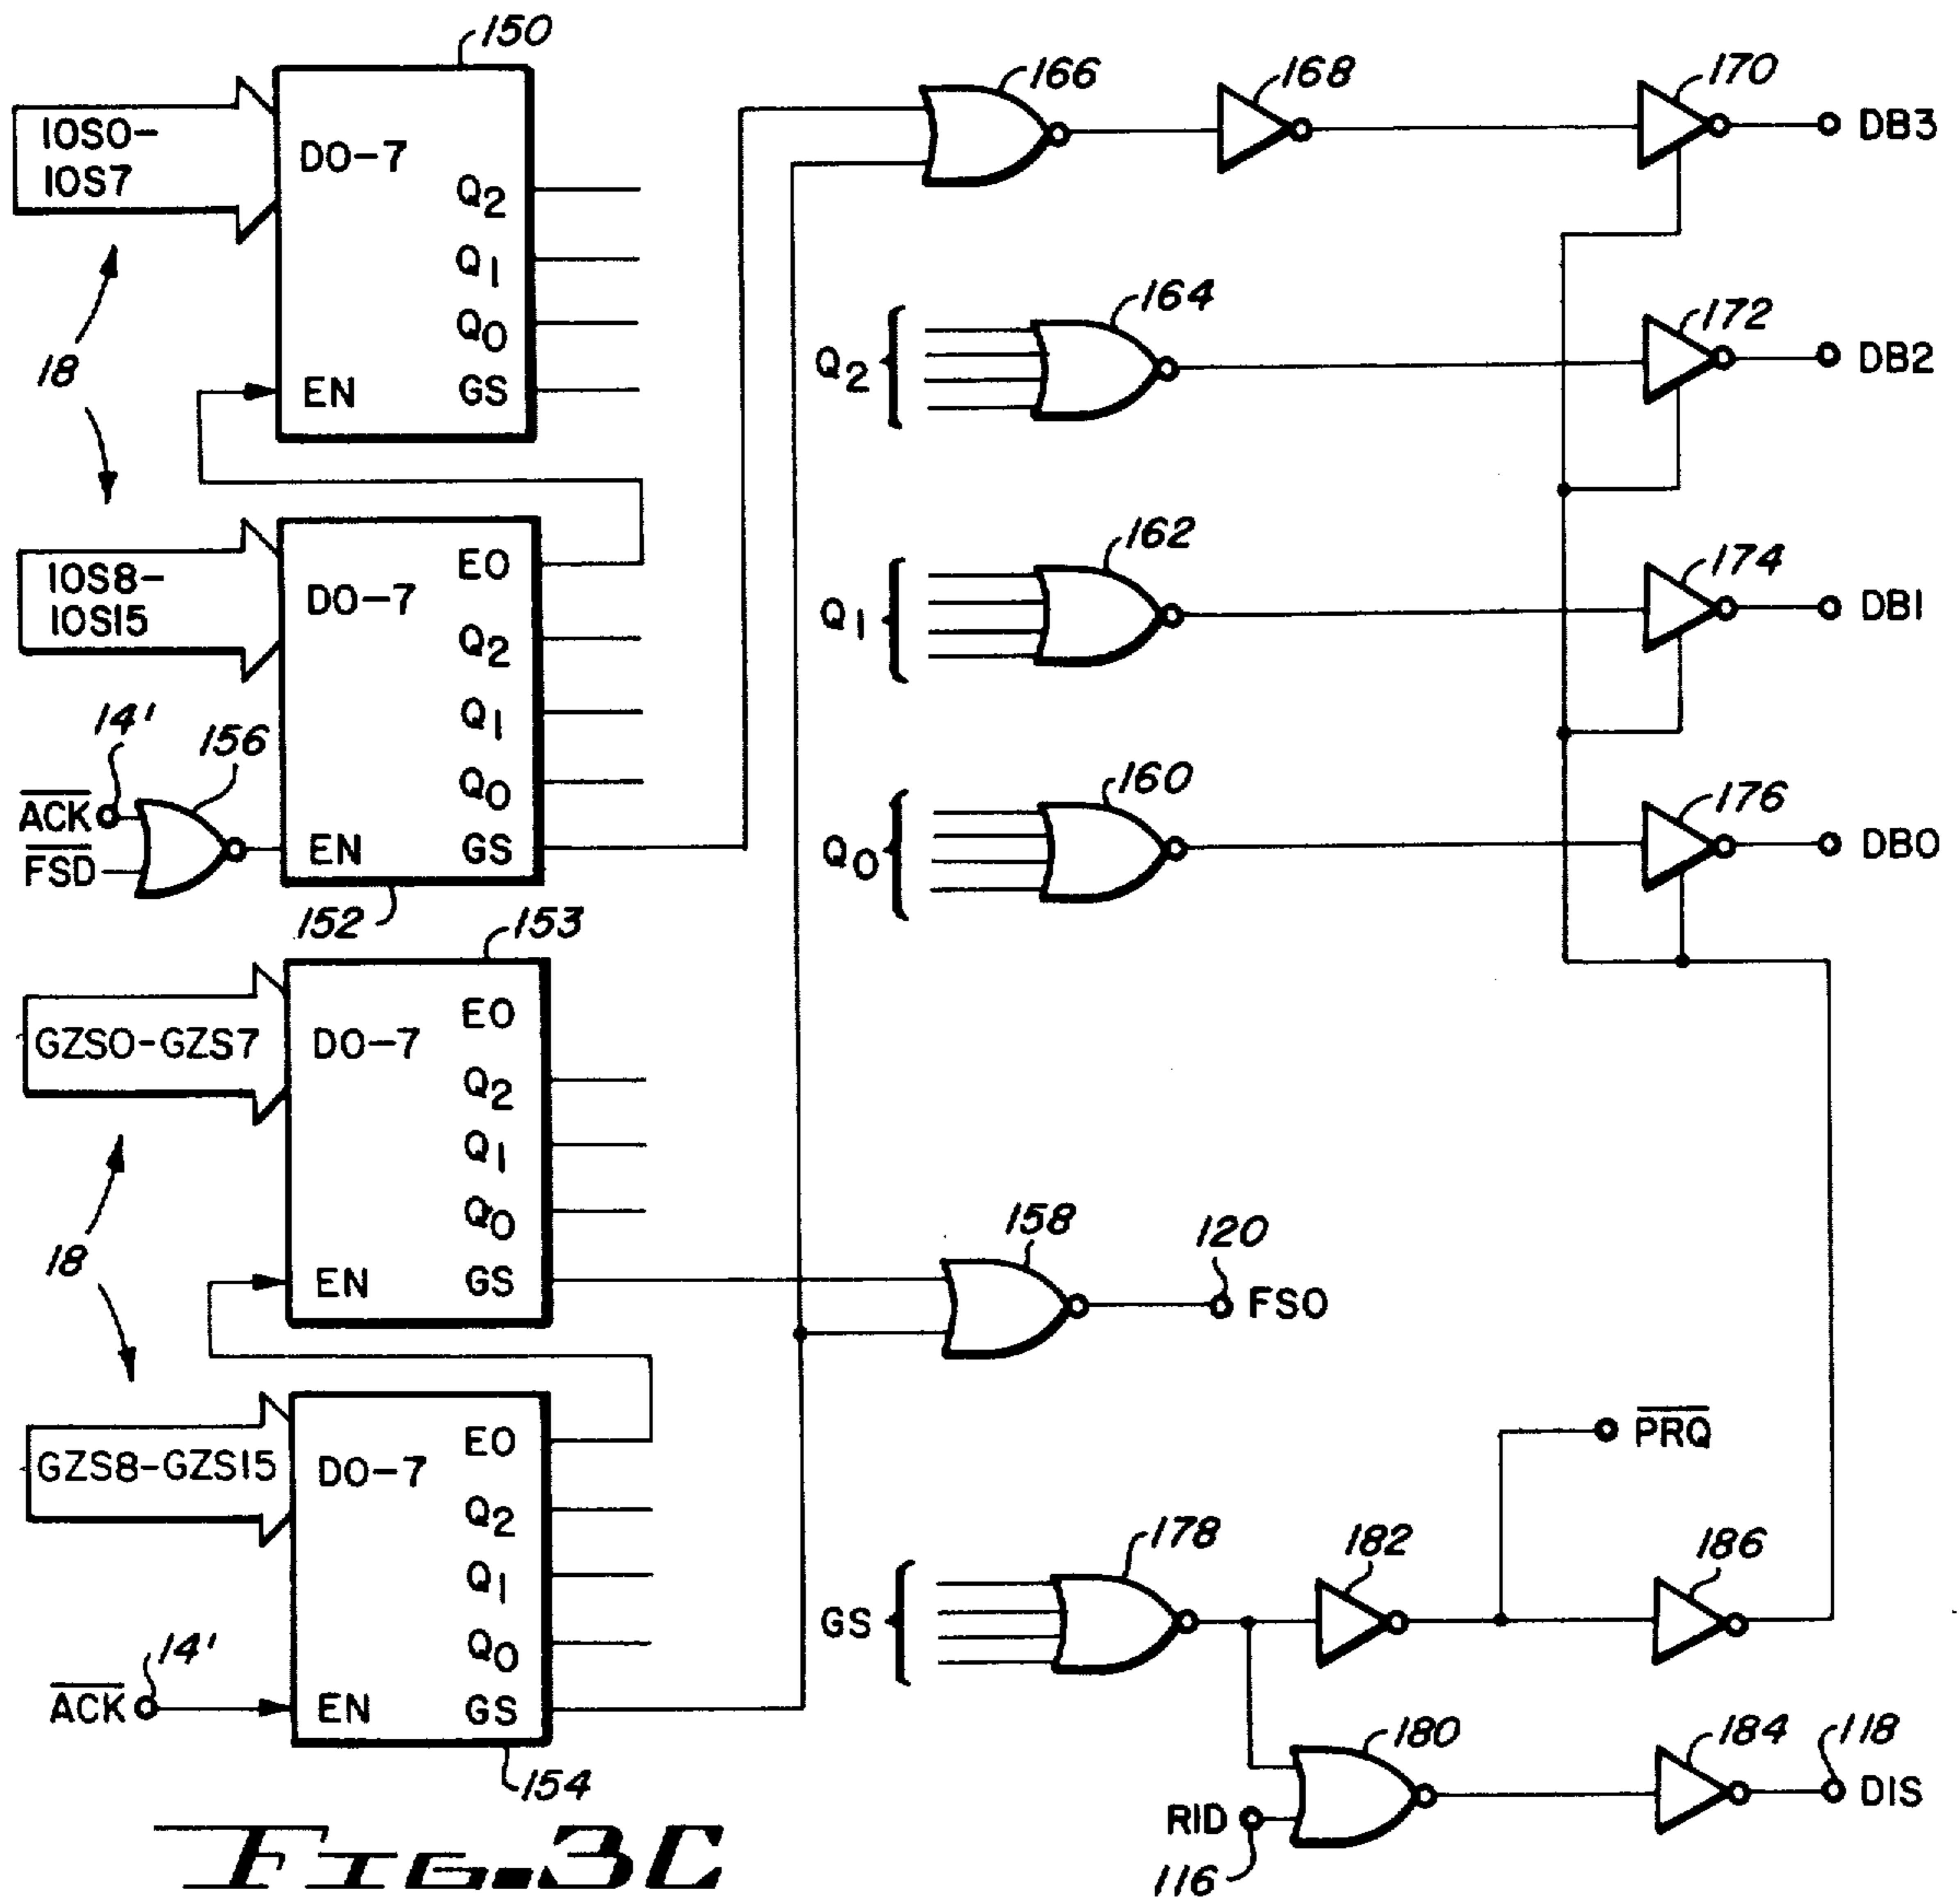 150
IOS0-
IOS7
DO-7
Q2
Q1
Q0
EN
GS
18
IOS8-
IOS15
DO-7
EO
Q2
Q1
Q0
EN
GS
152
14'
156
ACK
FSD
153
GZS0-GZS7
DO-7
EO
Q2
Q1
Q0
EN
GS
18
GZS8-GZS15
DO-7
EO
Q2
Q1
Q0
EN
GS
154
14'
ACK
166
168
170
DB3
Q2
164
172
DB2
Q1
162
174
DB1
Q0
160
176
DB0
158
120
FSO
PRQ
GS
178
182
186
180
184
118
DIS
RID
116
FIG. 3C